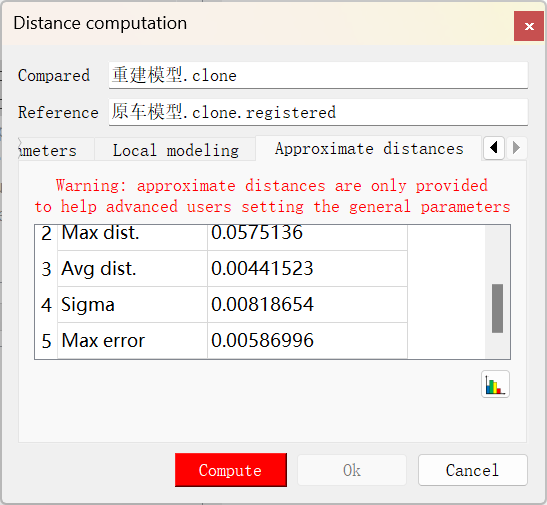 Distance computation
Compared 重建模型.clone
Reference 原车模型.clone.registered
meters Local modeling Approximate distances
Warning: approximate distances are only provided
to help advanced users setting the general parameters
2 Max dist. 0.0575136
3 Avg dist. 0.00441523
4 Sigma 0.00818654
5 Max error 0.00586996
Compute Ok Cancel